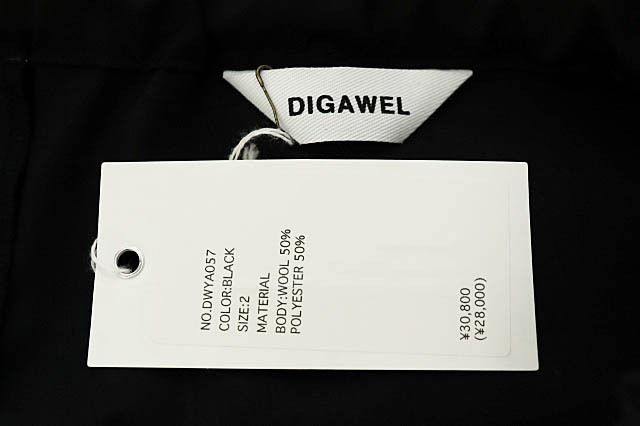 DIGAWEL
NO.DWYA057
COLOR:BLACK
SIZE:2
MATERIAL
BODY:WOOL 50%
POLYESTER 50%
¥30,800
(¥28,000)